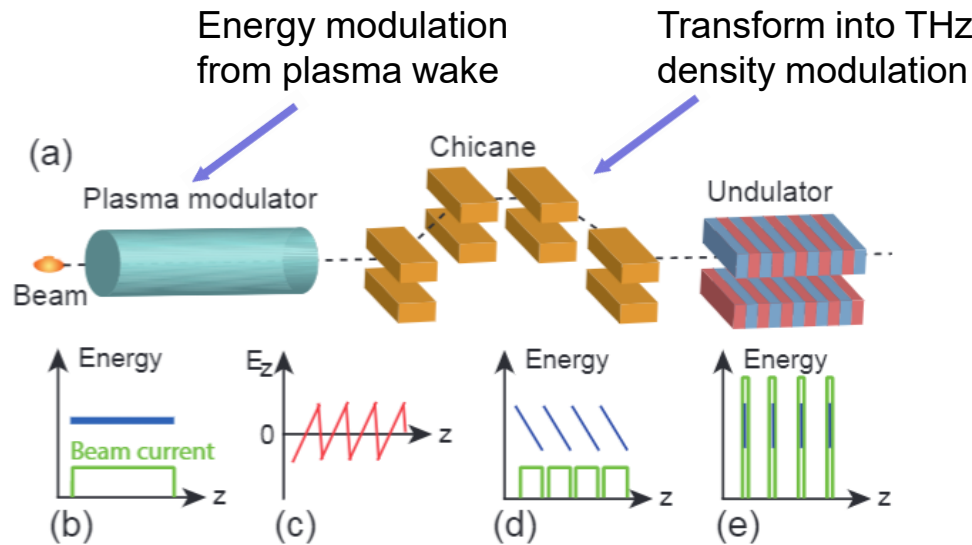 Energy modulation
from plasma wake
Transform into THz
density modulation
(a)
Chicane
Plasma modulator
Undulator
Beam
Energy
Beam current
z
(b)
E_z
0
z
(c)
Energy
z
(d)
Energy
z
(e)